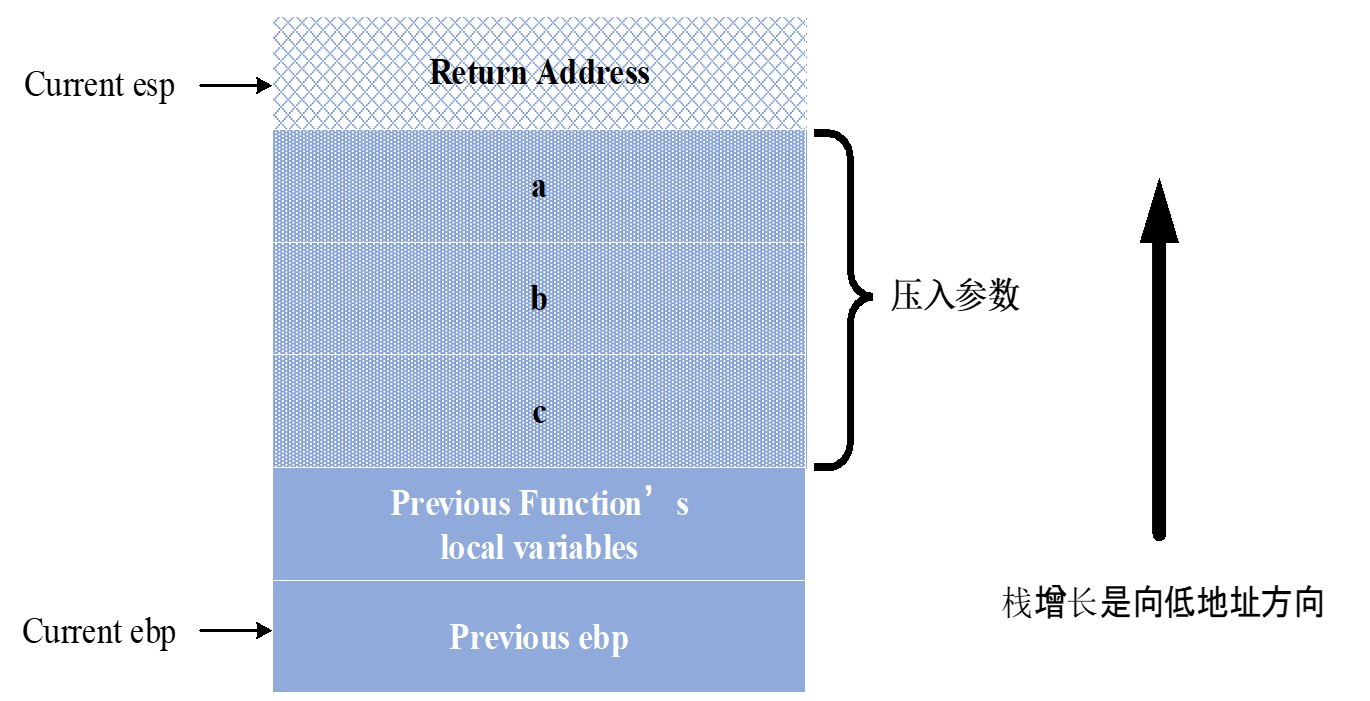 Return Address
Current esp
a
b
压入参数
c
Previous Function’s
local variables
栈增长是向低地址方向
Current ebp
Previous ebp